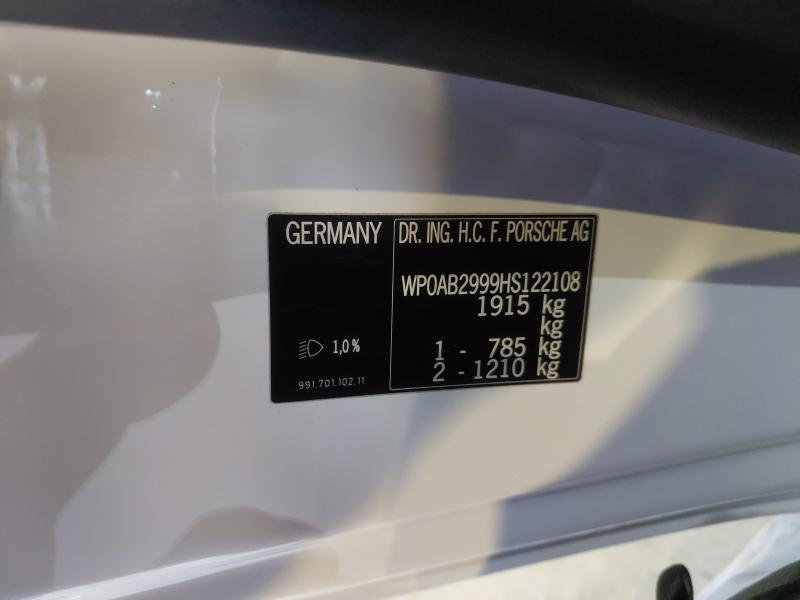 GERMANY
DR. ING. H.C. F. PORSCHE AG
WP0AB2999HS122108
1915 kg
kg
1 - 785 kg
2 - 1210 kg
1,0%
991.701.102.11